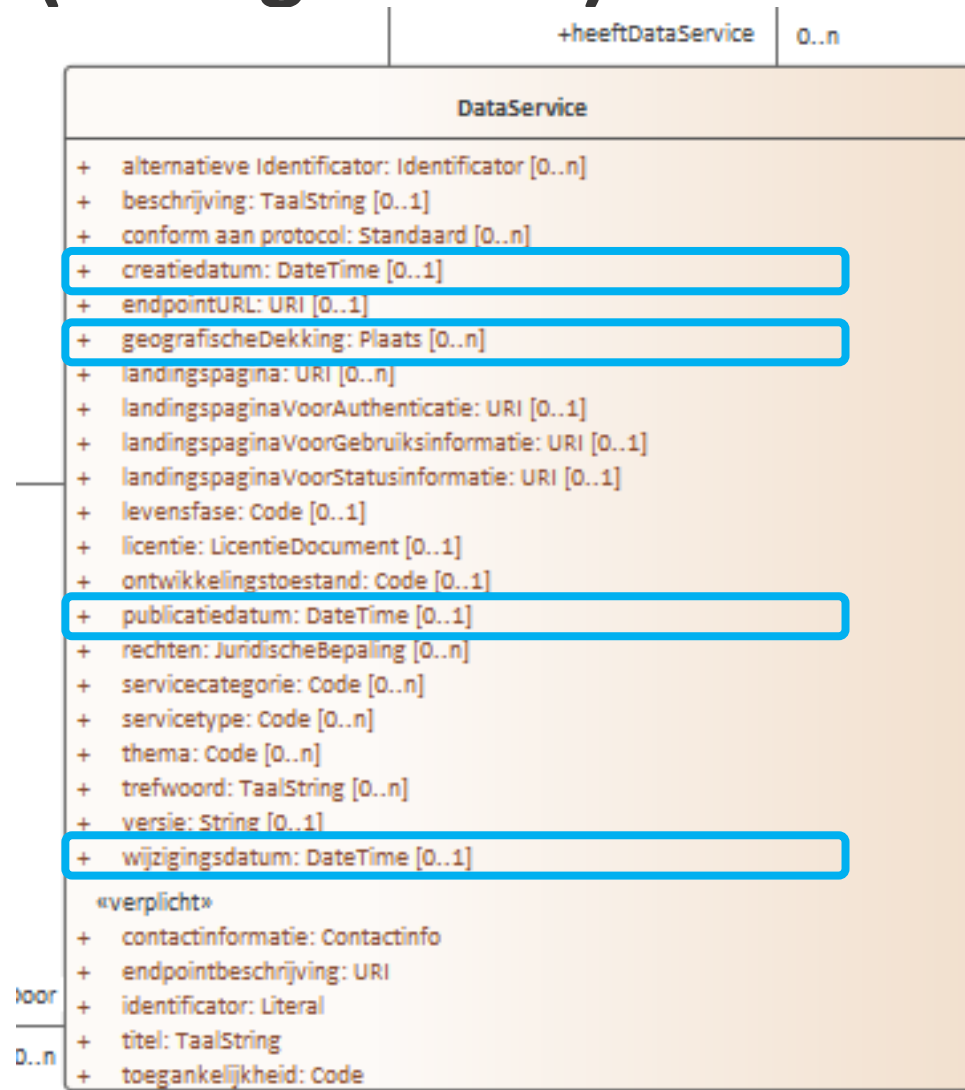 +heftDataService 0..n
DataService
+ alternatieve Identificator: Identificator [0..n]
+ beschrijving: TaalString [0..1]
+ conform aan protocol: Standaard [0..n]
+ creatiedatum: DateTime [0..1]
+ endpointURL: URI [0..1]
+ geografischeDekking: Plaats [0..n]
+ landingspagina: URI [0..n]
+ landingspaginaVoorAuthenticatie: URI [0..1]
+ landingspaginaVoorGebruiksinformatie: URI [0..1]
+ landingspaginaVoorStatusinformatie: URI [0..1]
+ levensfase: Code [0..1]
+ licentie: LicentieDocument [0..1]
+ ontwikkelingstoestand: Code [0..1]
+ publicatiedatum: DateTime [0..1]
+ rechten: JuridischeBepaling [0..n]
+ servicecategorie: Code [0..n]
+ servicetype: Code [0..n]
+ thema: Code [0..n]
+ trefwoord: TaalString [0..n]
+ versie: String [0..1]
+ wijzigingsdatum: DateTime [0..1]
«verplicht»
+ contactinformatie: Contactinfo
+ endpointbeschrijving: URI
+ identificator: Literal
+ titel: TaalString
+ toegankelijkheid: Code
Door
0..n